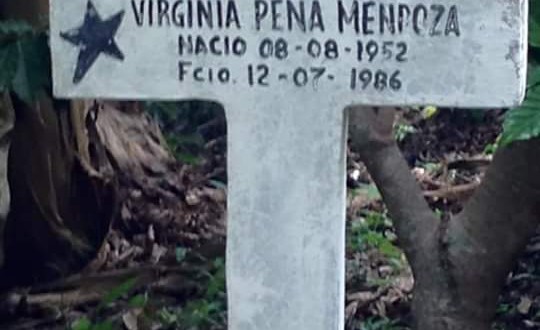 VIRGINIA PENA MENDOZA
NACIO 08-08-1952
Fcio. 12-07-1986